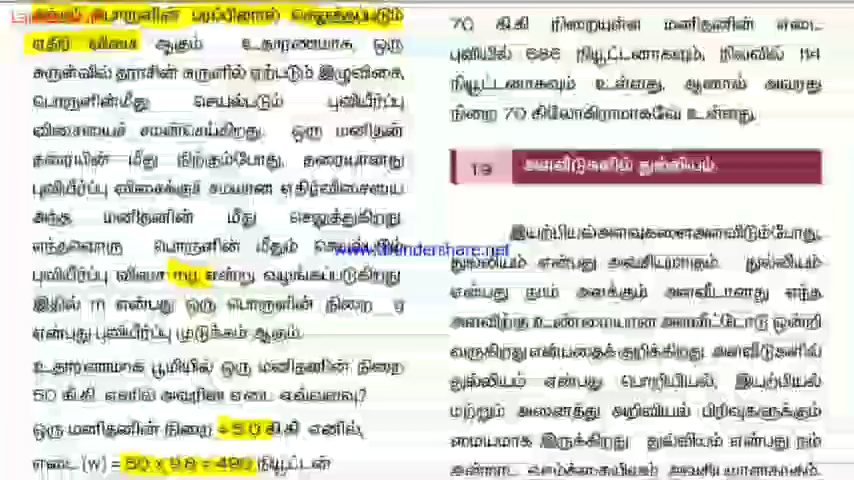 பொருளின் பரப்பினால் செலுத்தப்படும்
எதிர் விசை ஆகும். உதாரணமாக, ஒரு
சுருள்வில் தராசின் சுருளில் ஏற்படும் இழுவிசை,
பொருளின்மீது செயல்படும் புவியீர்ப்பு
விசையைச் சமன்செய்கிறது. ஒரு மனிதன்
தரையின் மீது நிற்கும்போது, தரையானது
புவியீர்ப்பு விசைக்குச் சமமான எதிர்விசையை
அந்த மனிதனின் மீது செலுத்துகிறது.
எந்தவொரு பொருளின் மீதும் செயல்படும்
புவியீர்ப்பு விசை mg என்று வழங்கப்படுகிறது.
இதில் m என்பது ஒரு பொருளின் நிறை g
என்பது புவியீர்ப்பு முடுக்கம் ஆகும்.
உதாரணமாக பூமியில் ஒரு மனிதனின் நிறை
50 கி.கி எனில் அவரின் எடை எவ்வளவு?
ஒரு மனிதனின் நிறை = 50 கி.கி எனில்,
எடை (w) = 50 x 9.8 = 490 நியூட்டன்
70 கி.கி நிறையுள்ள மனிதனின் எடை
புவியில் 686 நியூட்டனாகவும், நிலவில் 114
நியூட்டனாகவும் உள்ளது. ஆனால் அவரது
நிறை 70 கிலோகிராமாகவே உள்ளது.
1.9 அளவீடுகளில் துல்லியம்
இயற்பியல் அளவுகளை அளவிடும்போது,
துல்லியம் என்பது அவசியமாகும். துல்லியம்
என்பது நாம் அளக்கும் அளவீடானது எந்த
அளவிற்கு உண்மையான அளவீட்டோடு ஒன்றி
வருகிறது என்பதைக் குறிக்கிறது. அளவீடுகளில்
துல்லியம் என்பது பொறியியல், இயற்பியல்
மற்றும் அனைத்து அறிவியல் பிரிவுகளுக்கும்
மையமாக இருக்கிறது. துல்லியம் என்பது நம்
அன்றாட வாழ்க்கையிலும் அவசியமானதாகும்.